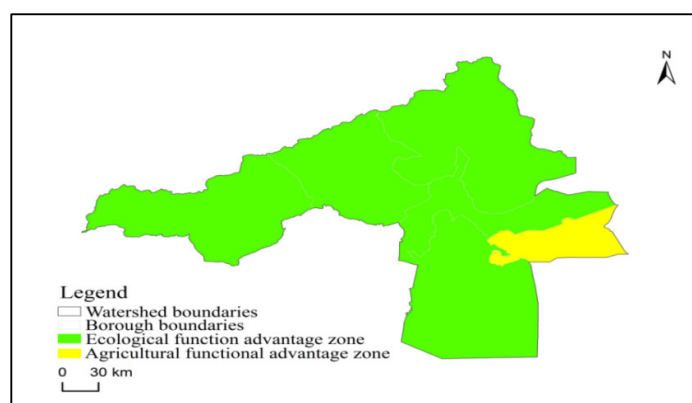 N
Legend
Watershed boundaries
Borough boundaries
Ecological function advantage zone
Agricultural functional advantage zone
0 30 km